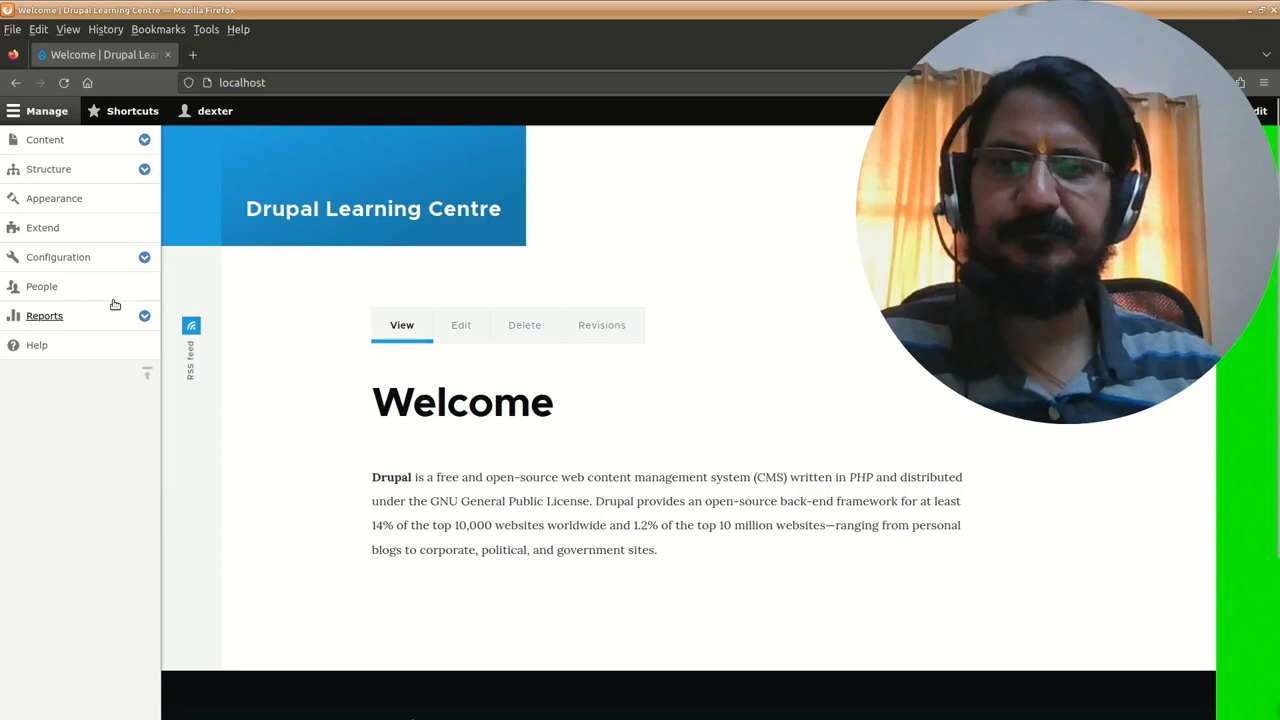 Welcome | Drupal Learning Centre — Mozilla Firefox
File Edit View History Bookmarks Tools Help
Welcome | Drupal Lear
localhost
Manage Shortcuts dexter
dit
Content
Structure
Appearance
Extend
Configuration
People
Reports
Help
Drupal Learning Centre
RSS feed
View Edit Delete Revisions
Welcome
Drupal is a free and open-source web content management system (CMS) written in PHP and distributed
under the GNU General Public License. Drupal provides an open-source back-end framework for at least
14% of the top 10,000 websites worldwide and 1.2% of the top 10 million websites—ranging from personal
blogs to corporate, political, and government sites.